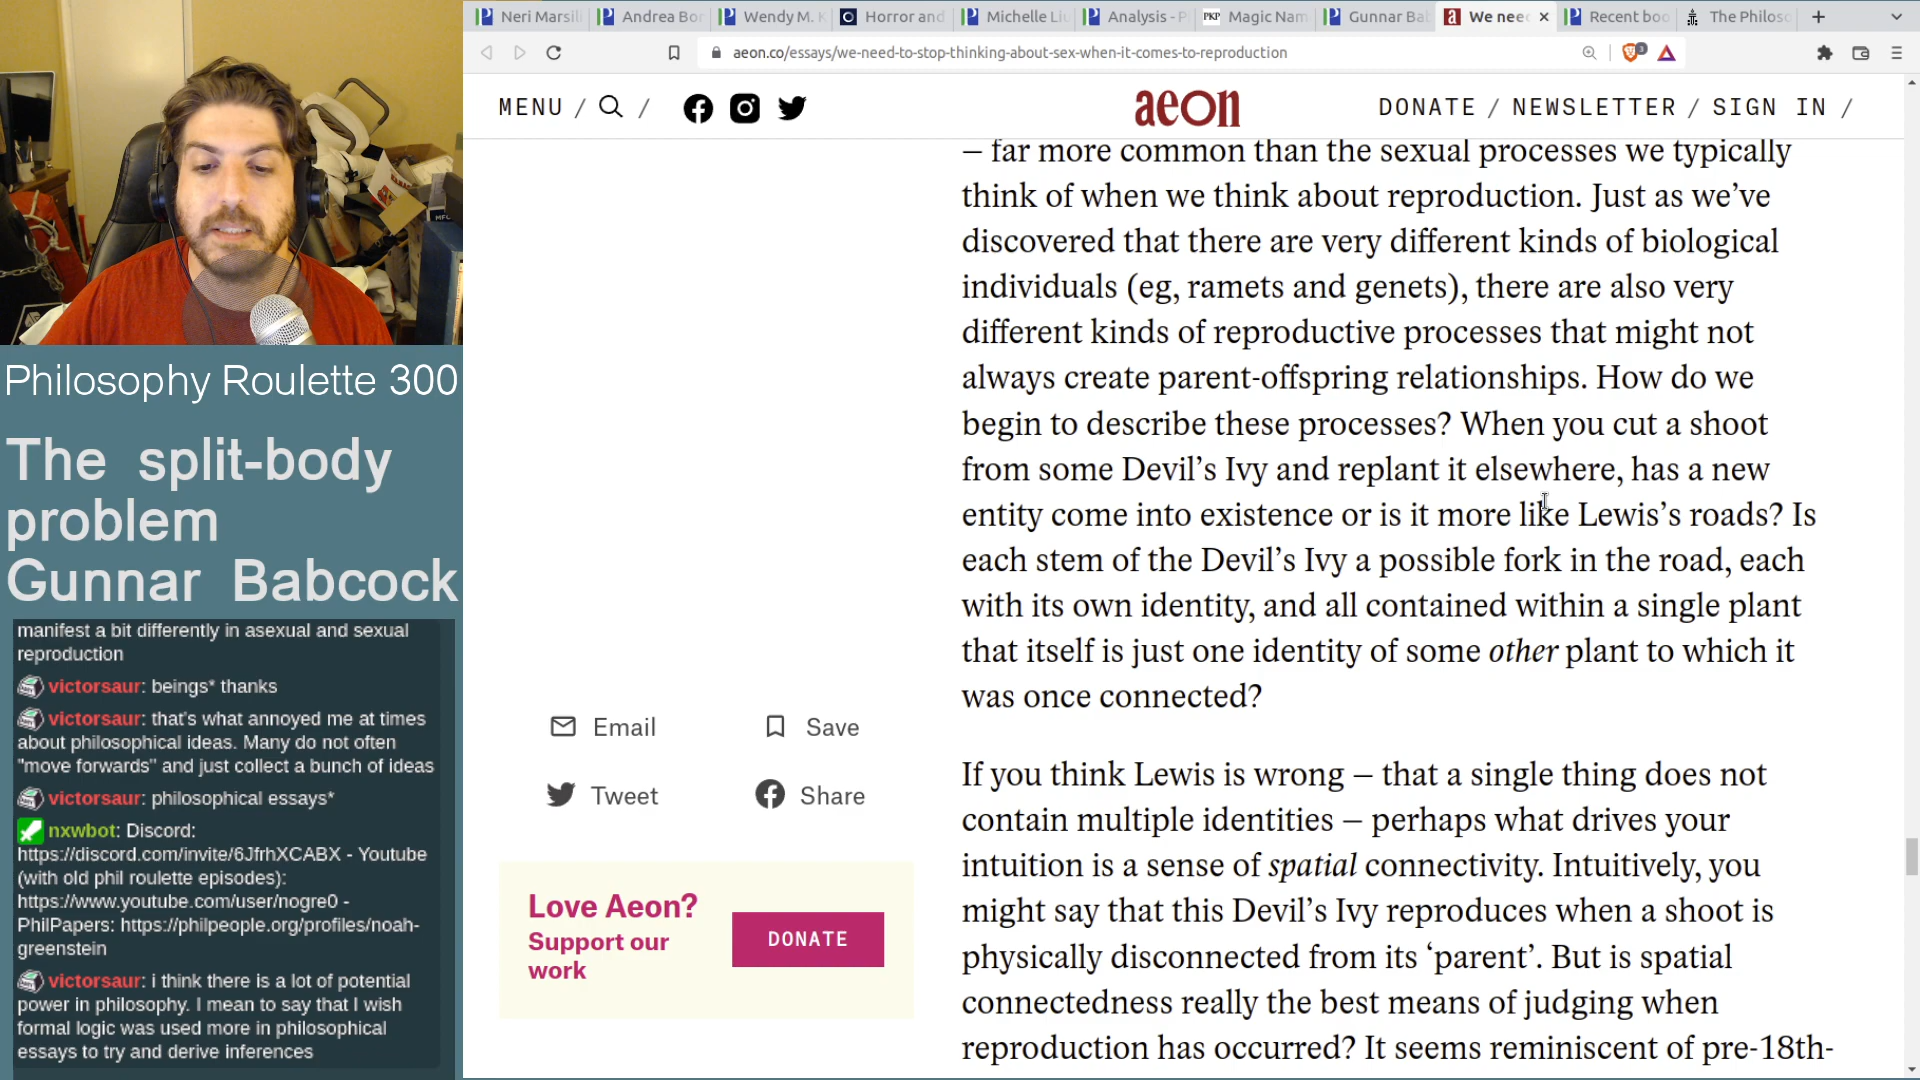 Neri Marsil
Andrea Bor
Wendy M. K
Horror and
Michelle Liu
Analysis - P
PKP Magic Nam
Gunnar Bab
a We need
Recent boo
The Philoso
aeon.co/essays/we-need-to-stop-thinking-about-sex-when-it-comes-to-reproduction
3
MENU /
/
aeon
DONATE / NEWSLETTER / SIGN IN /
– far more common than the sexual processes we typically
think of when we think about reproduction. Just as we’ve
discovered that there are very different kinds of biological
individuals (eg, ramets and genets), there are also very
different kinds of reproductive processes that might not
always create parent-offspring relationships. How do we
begin to describe these processes? When you cut a shoot
from some Devil’s Ivy and replant it elsewhere, has a new
entity come into existence or is it more like Lewis’s roads? Is
each stem of the Devil’s Ivy a possible fork in the road, each
with its own identity, and all contained within a single plant
that itself is just one identity of some other plant to which it
was once connected?
If you think Lewis is wrong – that a single thing does not
contain multiple identities – perhaps what drives your
intuition is a sense of spatial connectivity. Intuitively, you
might say that this Devil’s Ivy reproduces when a shoot is
physically disconnected from its ‘parent’. But is spatial
connectedness really the best means of judging when
reproduction has occurred? It seems reminiscent of pre-18th-
Email
Save
Tweet
Share
Love Aeon?
Support our
work
DONATE
Philosophy Roulette 300
The split-body
problem
Gunnar Babcock
manifest a bit differently in asexual and sexual
reproduction
victorsaur: beings* thanks
victorsaur: that's what annoyed me at times
about philosophical ideas. Many do not often
"move forwards" and just collect a bunch of ideas
victorsaur: philosophical essays*
nxwbot: Discord:
https://discord.com/invite/6JfrhXCABX - Youtube
(with old phil roulette episodes):
https://www.youtube.com/user/nogre0 -
PhilPapers: https://philpeople.org/profiles/noah-
greenstein
victorsaur: i think there is a lot of potential
power in philosophy. I mean to say that I wish
formal logic was used more in philosophical
essays to try and derive inferences